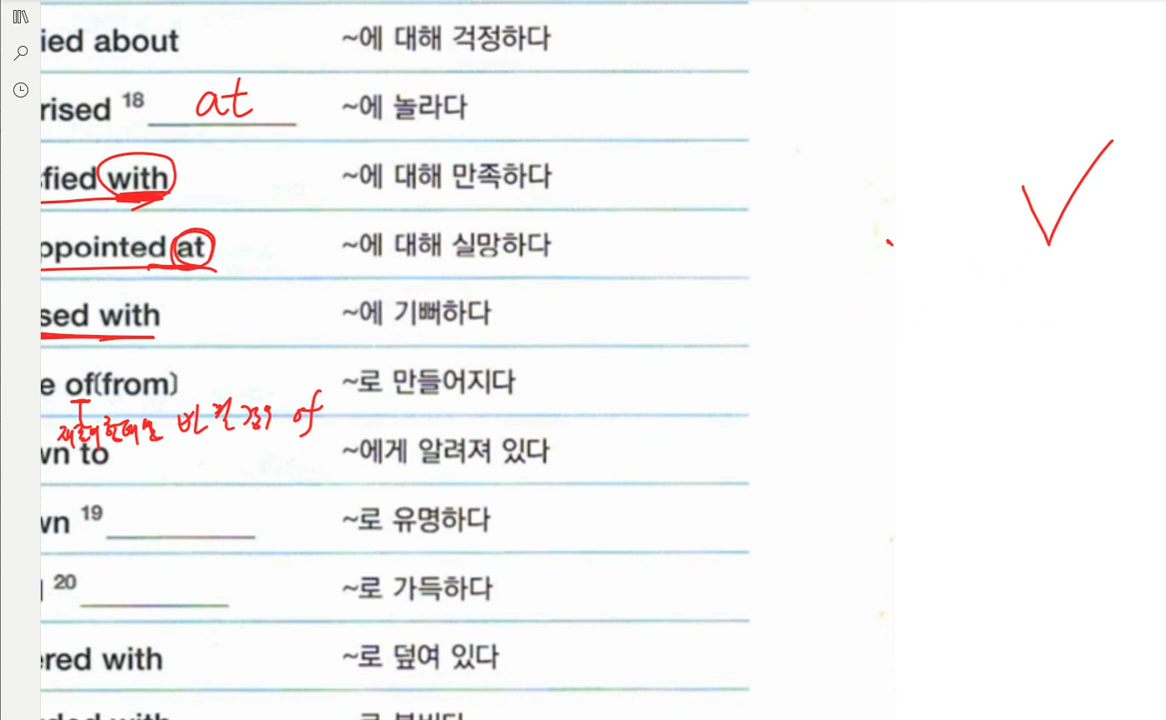 ied about ~에 대해 걱정하다
rised 18 at ~에 놀라다
fied with ~에 대해 만족하다
ppointed at ~에 대해 실망하다
sed with ~에 기뻐하다
e of(from) ~로 만들어지다
of
wn to ~에게 알려져 있다
wn 19 ~로 유명하다
20 ~로 가득하다
red with ~로 덮여 있다